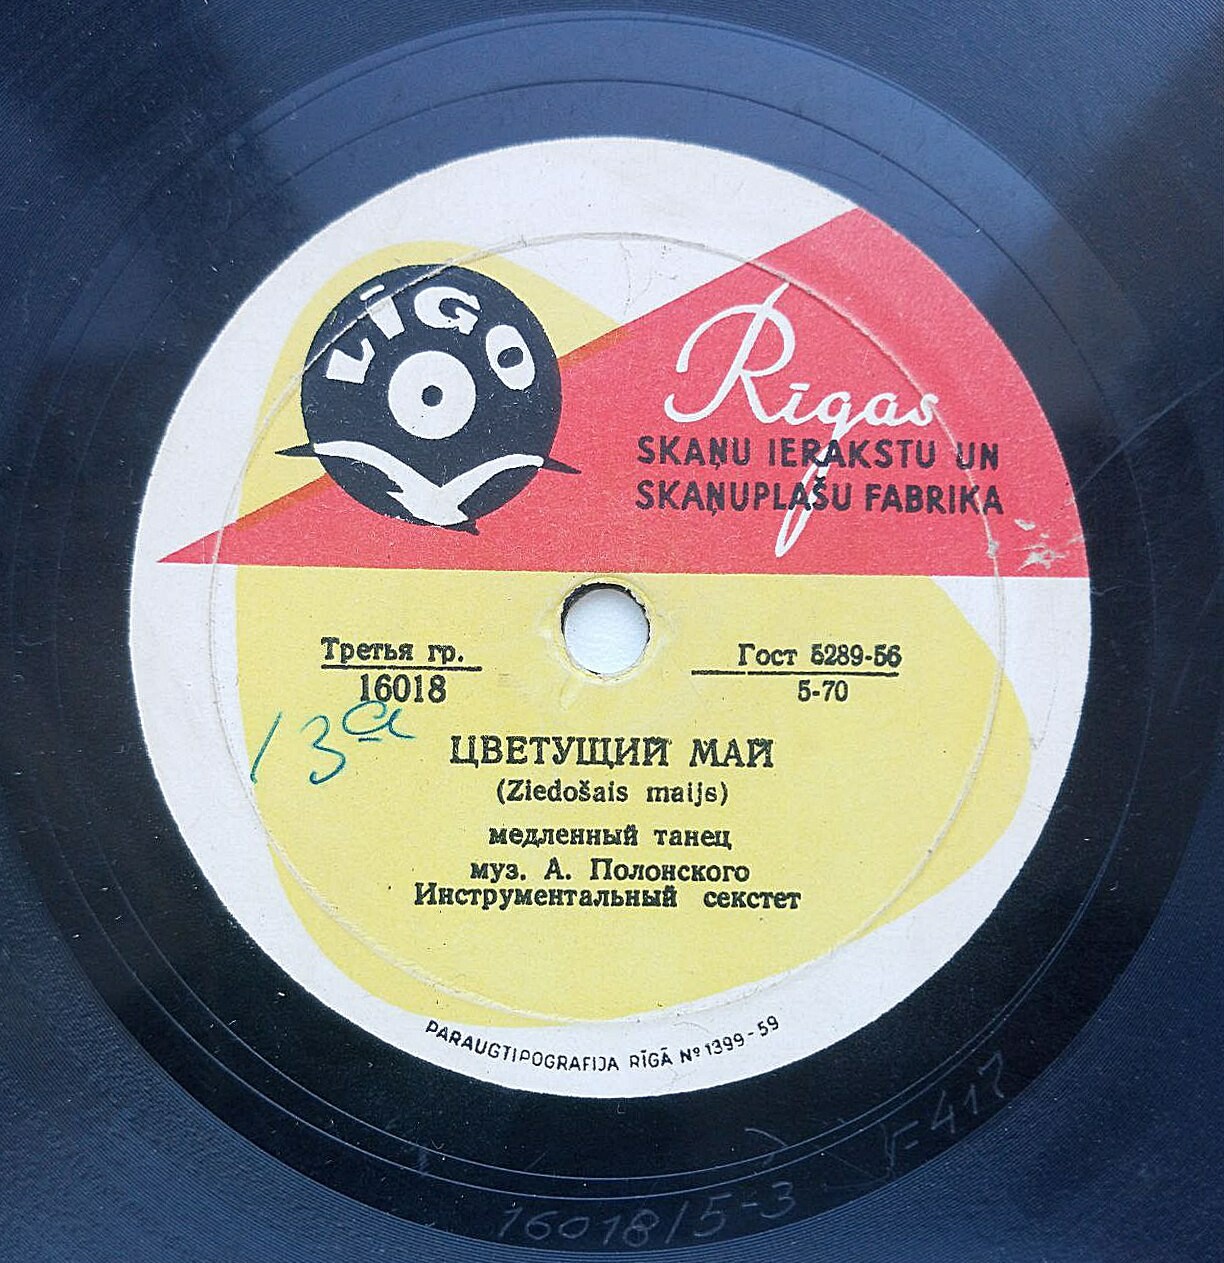 LĪGO
Rīgas
SKAŅU IERAKSTU UN
SKAŅUPLAŠU FABRIKA
Третья гр.
16018
Гост 5289-56
5-70
13а
ЦВЕТУЩИЙ МАЙ
(Ziedošais maijs)
медленный танец
муз. А. Полонского
Инструментальный секстет
PARAUGTIPOGRAFIJA RĪGĀ № 1399-59
16018/5-3